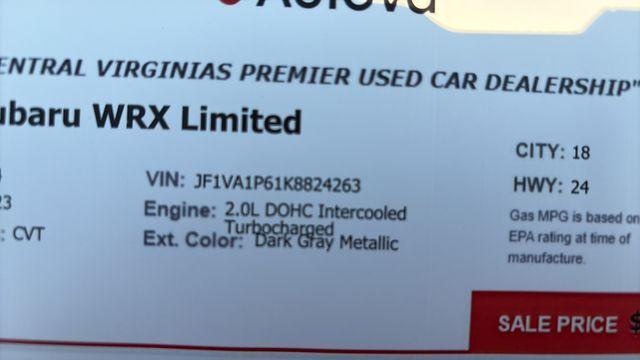 ENTRAL VIRGINIAS PREMIER USED CAR DEALERSHIP"
ubaru WRX Limited
CITY: 18
VIN: JF1VA1P61K8824263
HWY: 24
23
Engine: 2.0L DOHC Intercooled
Turbocharged
Gas MPG is based on
: CVT
Ext. Color: Dark Gray Metallic
EPA rating at time of
manufacture.
SALE PRICE $